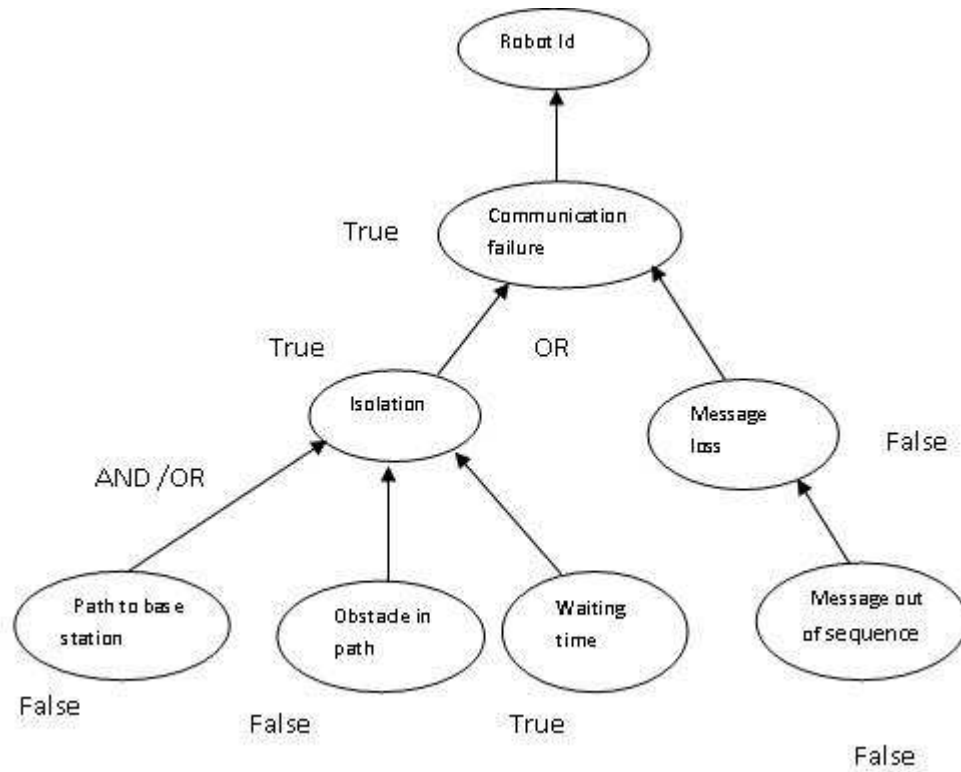 Robot Id
Communication
failure
True
True
OR
Isolation
Message
loss
False
AND /OR
Path to base
station
Obstacle in
path
Waiting
time
Message out
of sequence
False
False
True
False